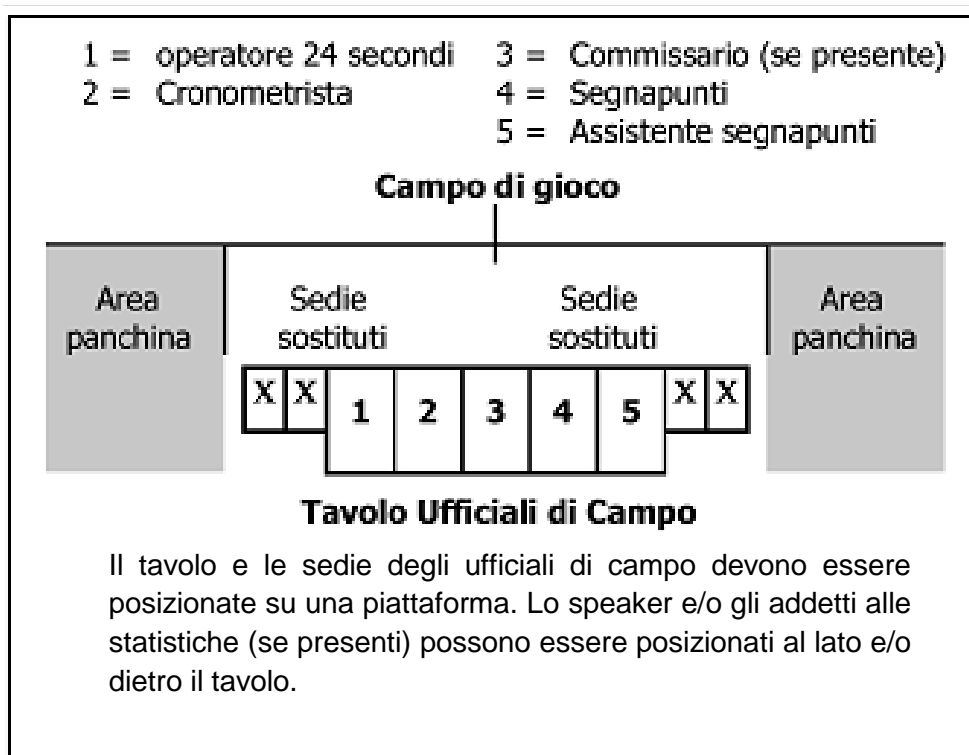 1 = operatore 24 secondi 3 = Commissario (se presente)
2 = Cronometrista 4 = Segnapunti
5 = Assistente segnapunti
Campo di gioco
Area panchina
Sedie sostituti
Sedie sostituti
Area panchina
X X 1 2 3 4 5 X X
Tavolo Ufficiali di Campo
Il tavolo e le sedie degli ufficiali di campo devono essere
posizionate su una piattaforma. Lo speaker e/o gli addetti alle
statistiche (se presenti) possono essere posizionati al lato e/o
dietro il tavolo.